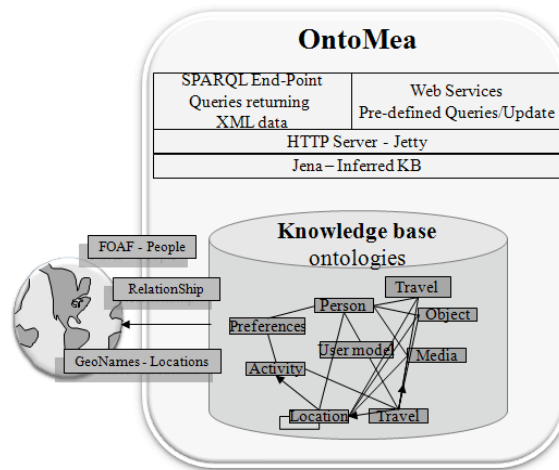 OntoMea
SPARQL End-Point
Queries returning
XML data
Web Services
Pre-defined Queries/Update
HTTP Server - Jetty
Jena – Inferred KB
Knowledge base
ontologies
FOAF - People
RelationShip
GeoNames - Locations
Travel
Person
Object
Preferences
User model
Media
Activity
Location
Travel